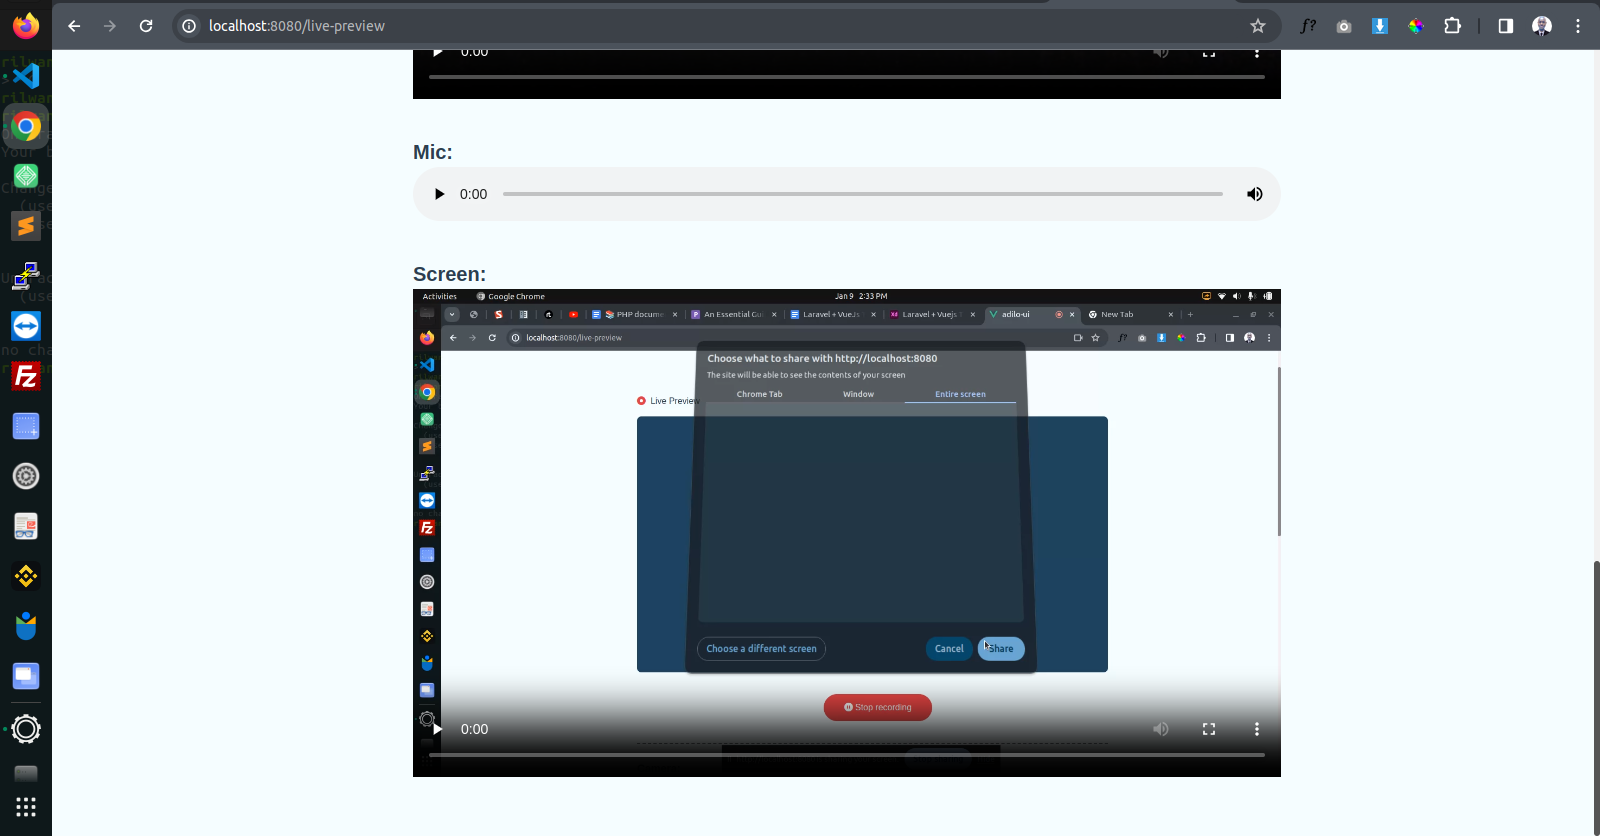 localhost:8080/live-preview
f?
0:00
Mic:
0:00
Screen:
Activities Google Chrome Jan 9 2:33 PM
PHP docume An Essential Gu Laravel + VueJs Laravel + Vuejs adilo-ui New Tab
localhost:8080/live-preview
Choose what to share with http://localhost:8080
The site will be able to see the contents of your screen
Chrome Tab Window Entire screen
Live Preview
Choose a different screen Cancel Share
Stop recording
0:00